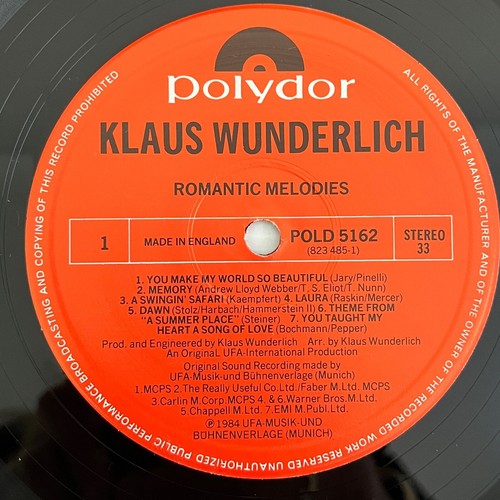 polydor
KLAUS WUNDERLICH
ROMANTIC MELODIES
1
MADE IN ENGLAND
POLD 5162
(823 485-1)
STEREO
33
1. YOU MAKE MY WORLD SO BEAUTIFUL (Jary/Pinelli)
2. MEMORY (Andrew Lloyd Webber/T. S. Eliot/T. Nunn)
3. A SWINGIN' SAFARI (Kaempfert) 4. LAURA (Raskin/Mercer)
5. DAWN (Stolz/Harbach/Hammerstein II) 6. THEME FROM
"A SUMMER PLACE" (Steiner) 7. YOU TAUGHT MY
HEART A SONG OF LOVE (Bochmann/Pepper)
Prod. and Engineered by Klaus Wunderlich Arr. by Klaus Wunderlich
An OriginaL UFA-International Production
Original Sound Recording made by
UFA-Musik-und Bühnenverlage (Munich)
1. MCPS 2. The Really Useful Co. Ltd./Faber M. Ltd. MCPS
3. Carlin M. Corp. MCPS 4. & 6. Warner Bros. M. Ltd.
5. Chappell M. Ltd. 7. EMI M. Publ. Ltd.
℗ 1984 UFA-MUSIK-UND
BÜHNENVERLAGE (MUNICH)
ALL RIGHTS OF THE MANUFACTURER AND OF THE OWNER OF THE RECORDED WORK RESERVED UNAUTHORIZED PUBLIC PERFORMANCE BROADCASTING AND COPYING OF THIS RECORD PROHIBITED